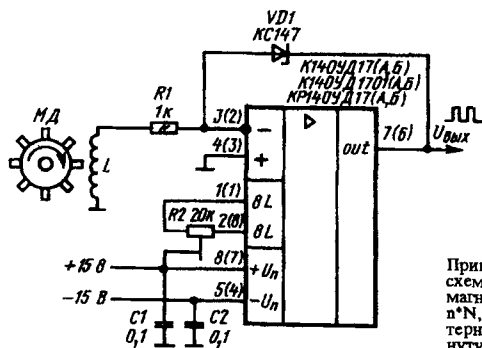 VD1
КС147
К140УД17(А,Б)
К140УД1701(А,Б)
КР140УД17(А,Б)
R1
1к
МД
L
3(2)
−
4(3)
+
▷
out
7(6)
Uвых
1(1)
BL
R2 20к
2(8)
BL
+15 В
8(7)
+Uп
−15 В
5(4)
−Uп
C1
0,1
C2
0,1
При
схем
магн
n*N,
терн
нуту